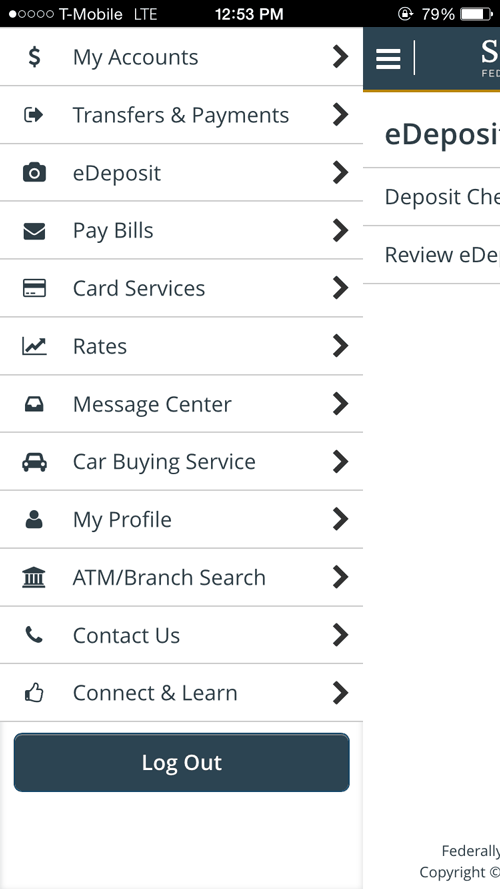 T-Mobile LTE 12:53 PM 79%
My Accounts
Transfers & Payments
eDeposit
Pay Bills
Card Services
Rates
Message Center
Car Buying Service
My Profile
ATM/Branch Search
Contact Us
Connect & Learn
Log Out
S
FED
eDeposi
Deposit Che
Review eDe
Federally
Copyright ©